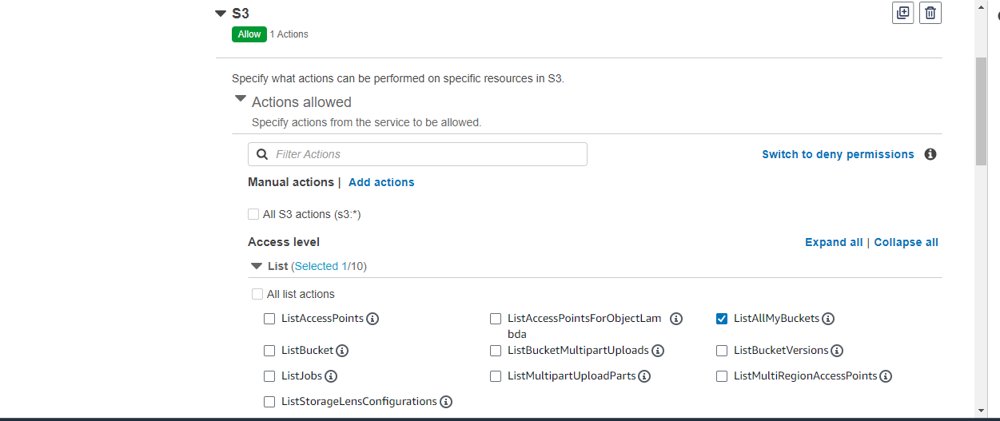 S3
Allow 1 Actions
Specify what actions can be performed on specific resources in S3.
Actions allowed
Specify actions from the service to be allowed.
Filter Actions
Switch to deny permissions
Manual actions | Add actions
All S3 actions (s3:*)
Access level
Expand all | Collapse all
List (Selected 1/10)
All list actions
ListAccessPoints
ListAccessPointsForObjectLam
bda
ListAllMyBuckets
ListBucket
ListBucketMultipartUploads
ListBucketVersions
ListJobs
ListMultipartUploadParts
ListMultiRegionAccessPoints
ListStorageLensConfigurations